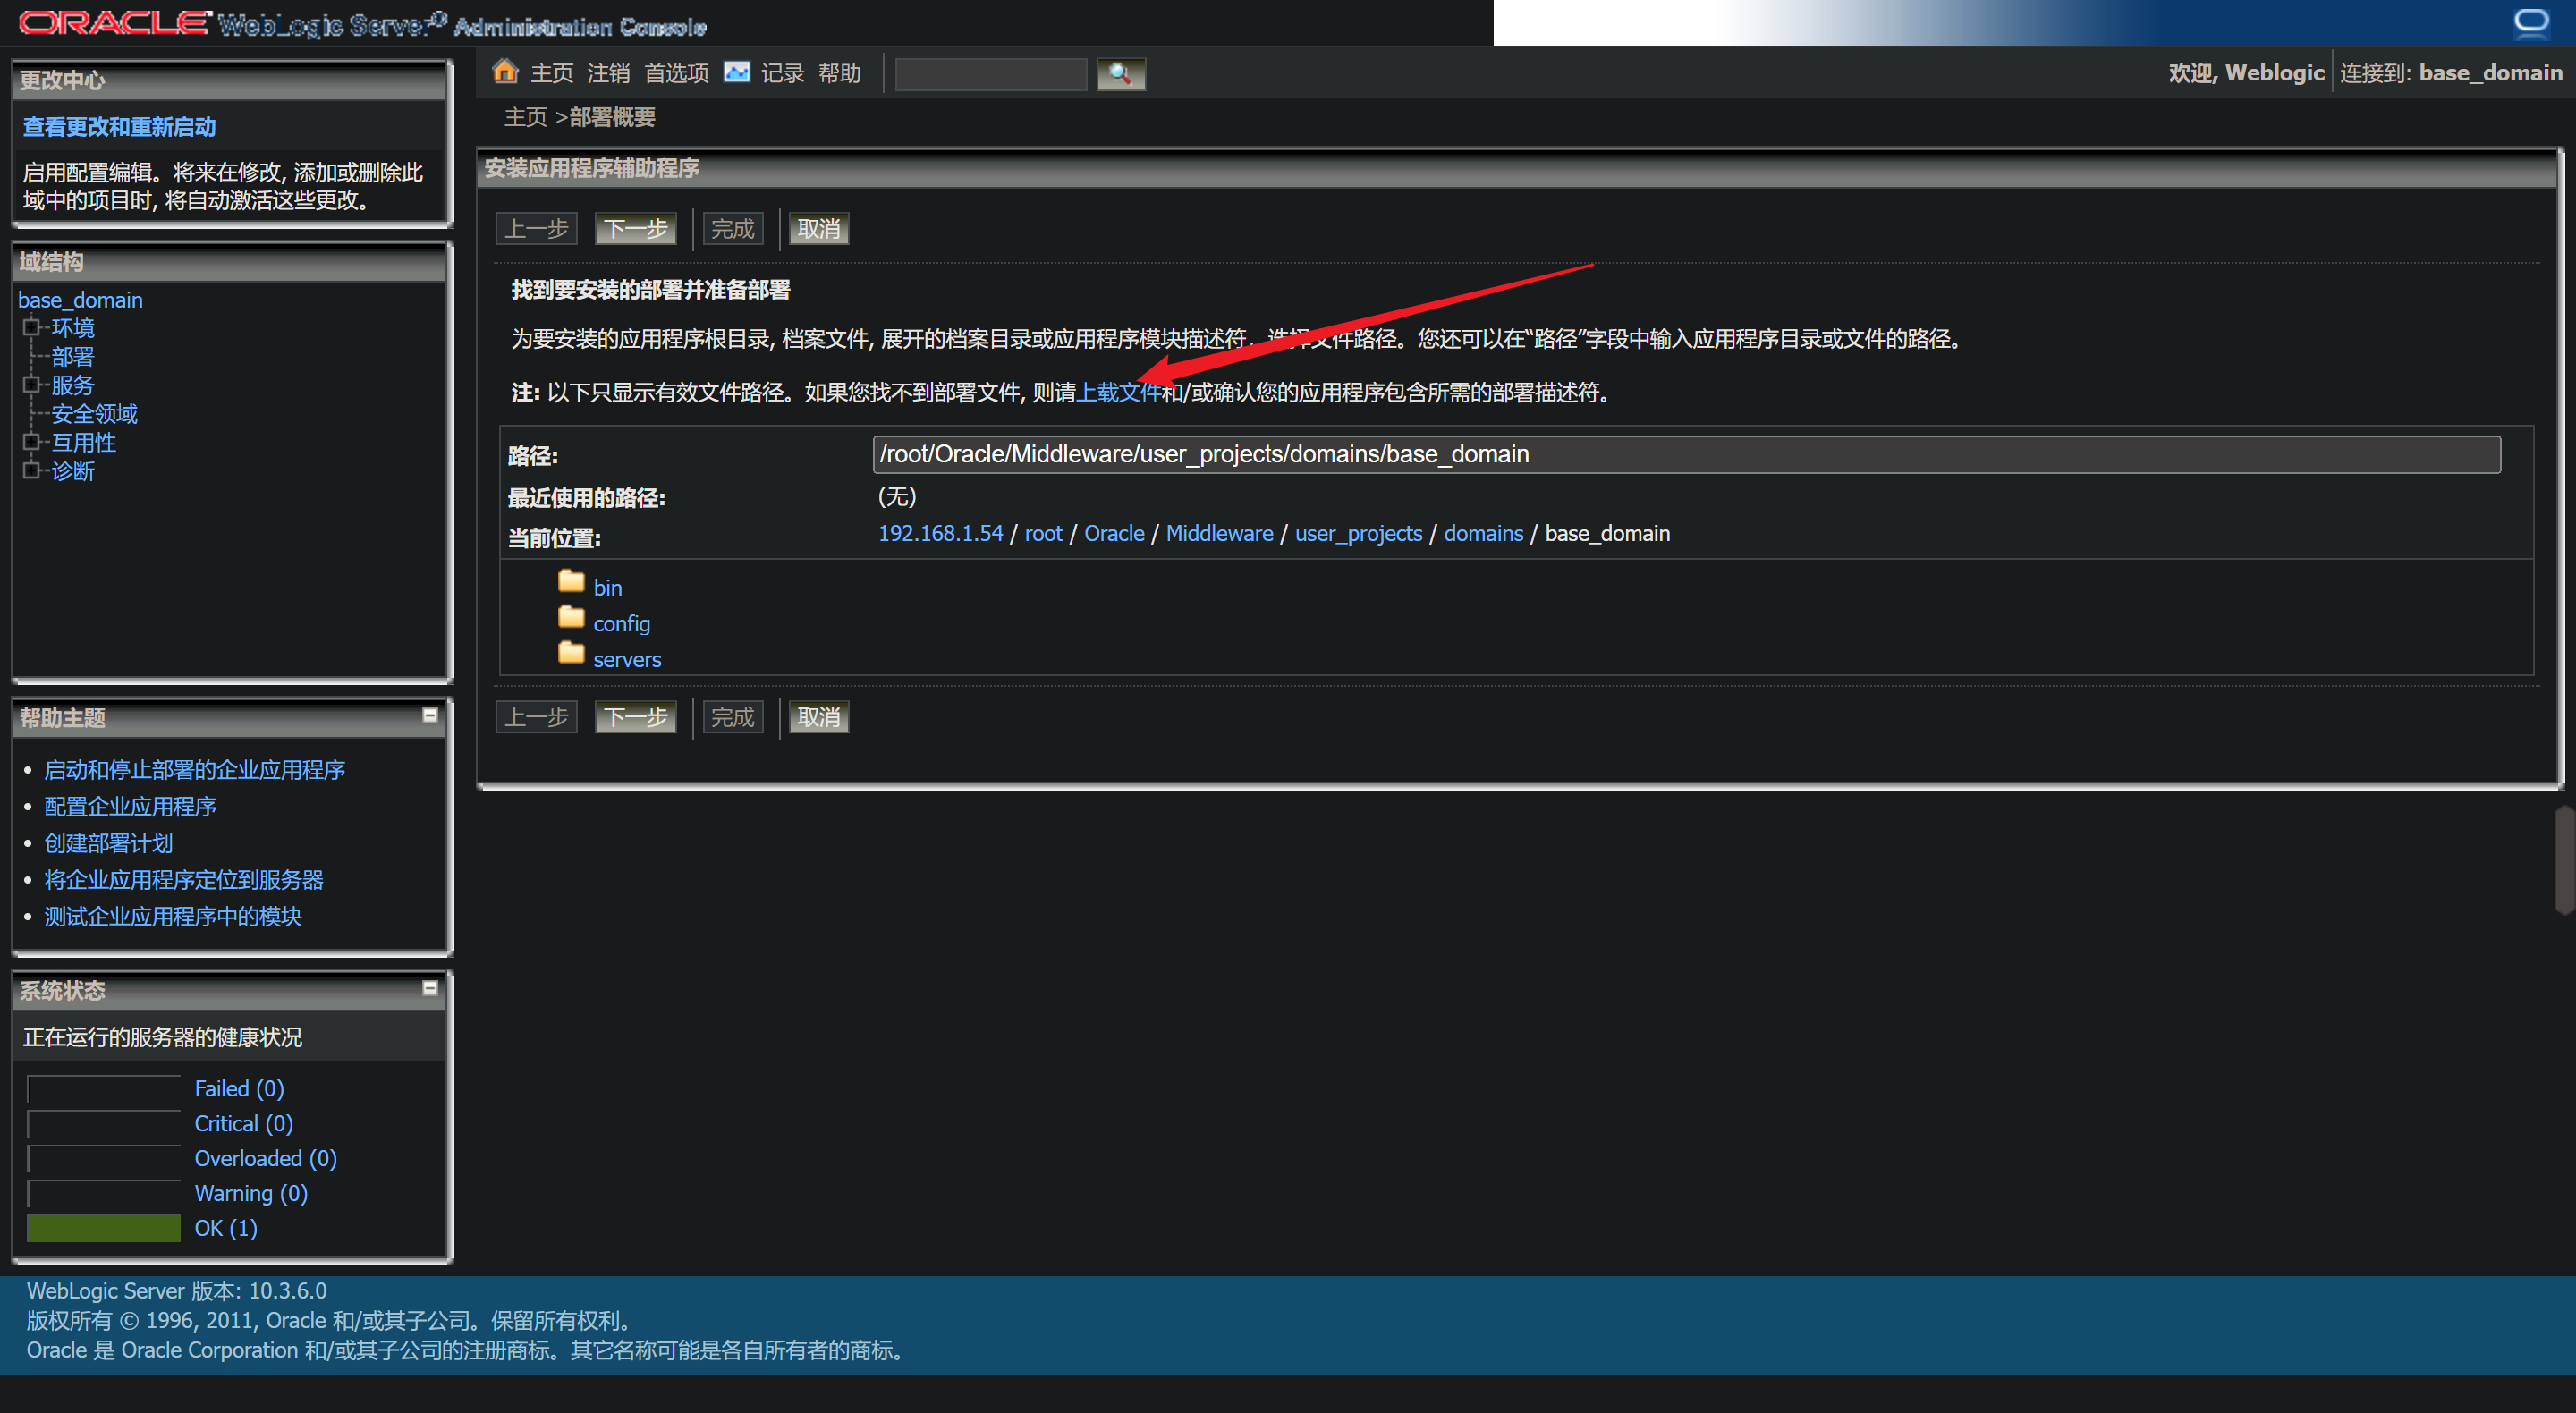 ORACLE WebLogic Server® Administration Console
更改中心
查看更改和重新启动
启用配置编辑。将来在修改, 添加或删除此
域中的项目时, 将自动激活这些更改。
域结构
base_domain
环境
部署
服务
安全领域
互用性
诊断
帮助主题
启动和停止部署的企业应用程序
配置企业应用程序
创建部署计划
将企业应用程序定位到服务器
测试企业应用程序中的模块
系统状态
正在运行的服务器的健康状况
Failed (0)
Critical (0)
Overloaded (0)
Warning (0)
OK (1)
主页 注销 首选项 记录 帮助
欢迎, Weblogic 连接到: base_domain
主页 >部署概要
安装应用程序辅助程序
上一步 下一步 完成 取消
找到要安装的部署并准备部署
为要安装的应用程序根目录, 档案文件, 展开的档案目录或应用程序模块描述符, 选择文件路径。您还可以在“路径”字段中输入应用程序目录或文件的路径。
注: 以下只显示有效文件路径。如果您找不到部署文件, 则请上载文件和/或确认您的应用程序包含所需的部署描述符。
路径: /root/Oracle/Middleware/user_projects/domains/base_domain
最近使用的路径: (无)
当前位置: 192.168.1.54 / root / Oracle / Middleware / user_projects / domains / base_domain
bin
config
servers
上一步 下一步 完成 取消
WebLogic Server 版本: 10.3.6.0
版权所有 © 1996, 2011, Oracle 和/或其子公司。保留所有权利。
Oracle 是 Oracle Corporation 和/或其子公司的注册商标。其它名称可能是各自所有者的商标。